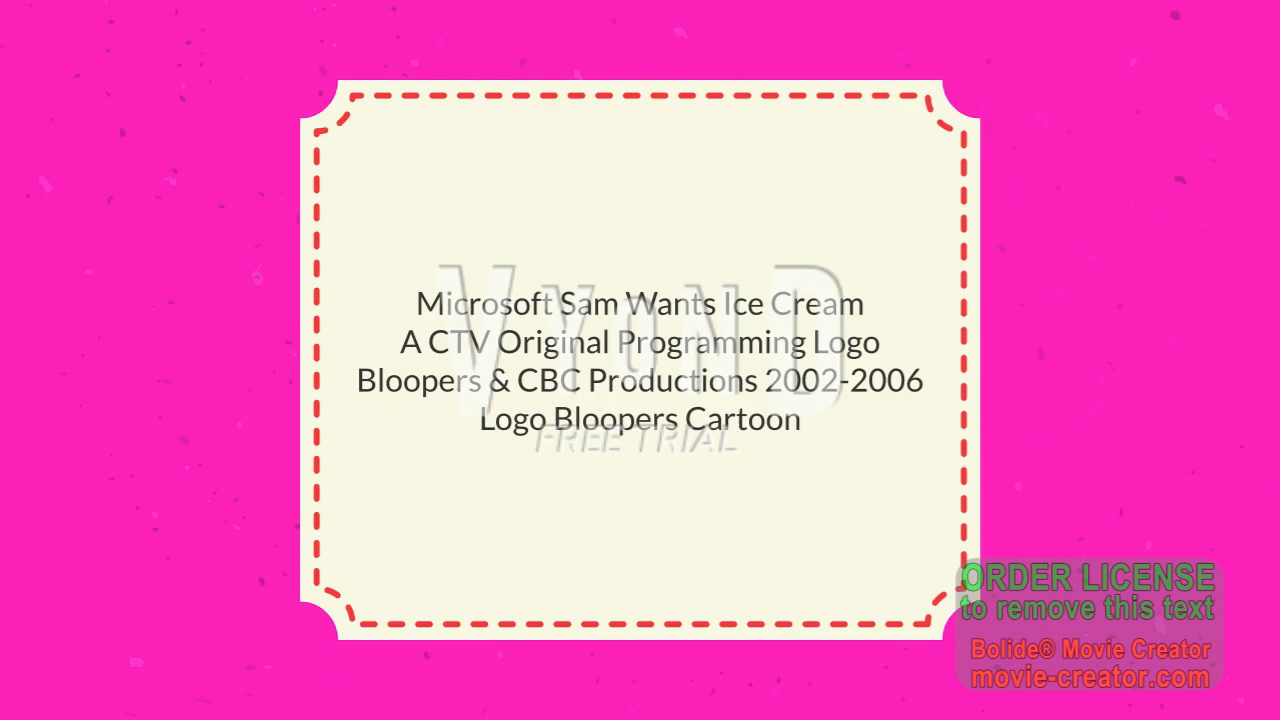 Microsoft Sam Wants Ice Cream
A CTV Original Programming Logo
Bloopers & CBC Productions 2002-2006
Logo Bloopers Cartoon
VYOND
FREE TRIAL
ORDER LICENSE
to remove this text
Bolide® Movie Creator
movie-creator.com